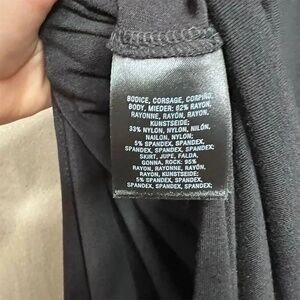 BODICE, CORSAGE, CORPIÑO,
BODY, MIEDER: 62% RAYON,
RAYONNE, RAYÓN, RAYON,
KUNSTSEIDE;
33% NYLON, NYLON, NILÓN,
NAILON, NYLON;
5% SPANDEX, SPANDEX,
SPANDEX, SPANDEX, SPANDEX;
SKIRT, JUPE, FALDA,
GONNA, ROCK: 95%
RAYON, RAYONNE, RAYÓN,
RAYON, KUNSTSEIDE;
5% SPANDEX, SPANDEX,
SPANDEX, SPANDEX, SPANDEX;